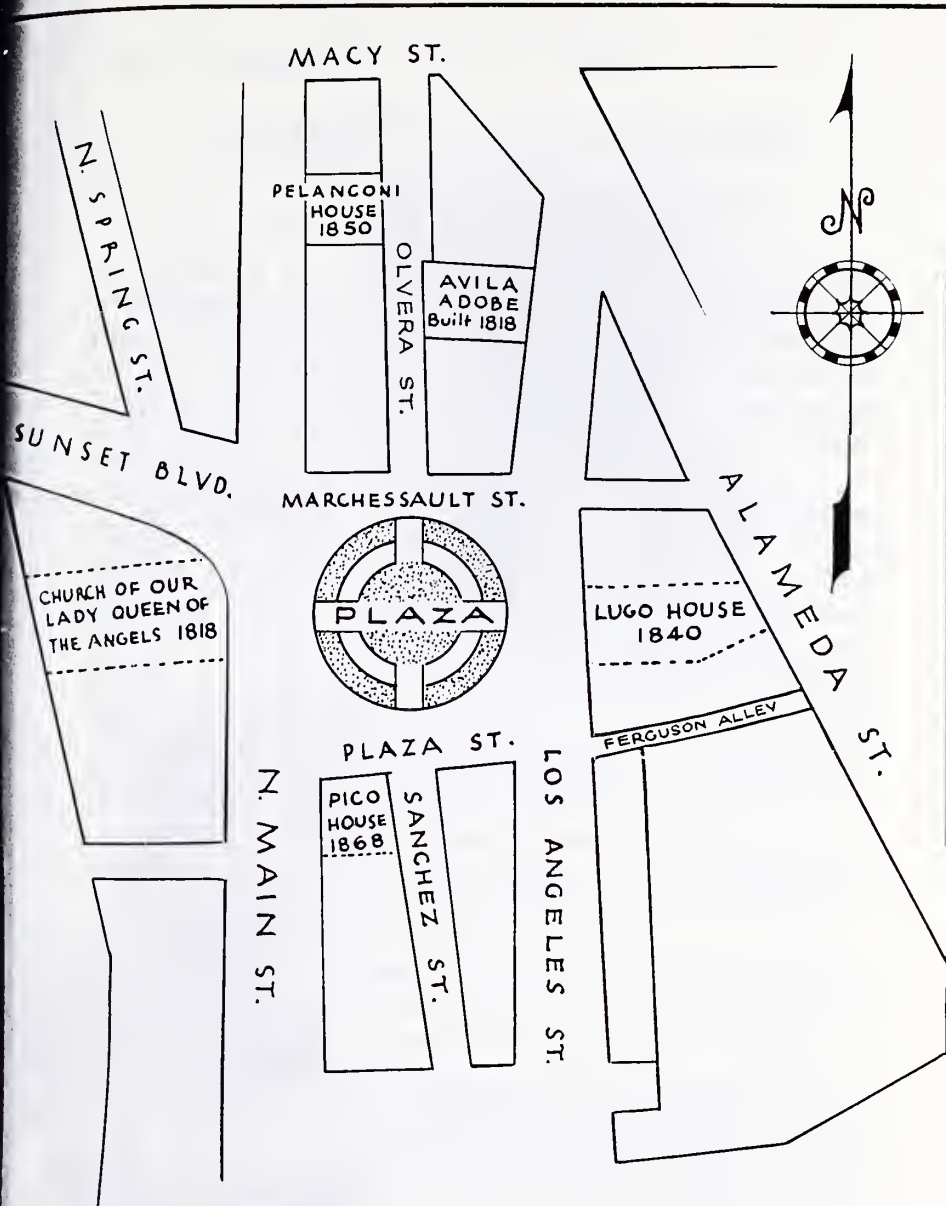 MACY ST.
N. SPRING ST.
PELANCONI
HOUSE
1850
OLVERA ST.
AVILA
ADOBE
Built 1818
N
SUNSET BLVD.
MARCHESSAULT ST.
ALAMEDA ST.
CHURCH OF OUR
LADY QUEEN OF
THE ANGELS 1818
PLAZA
LUGO HOUSE
1840
FERGUSON ALLEY
PLAZA ST.
N. MAIN ST.
PICO
HOUSE
1868
SANCHEZ ST.
LOS ANGELES ST.